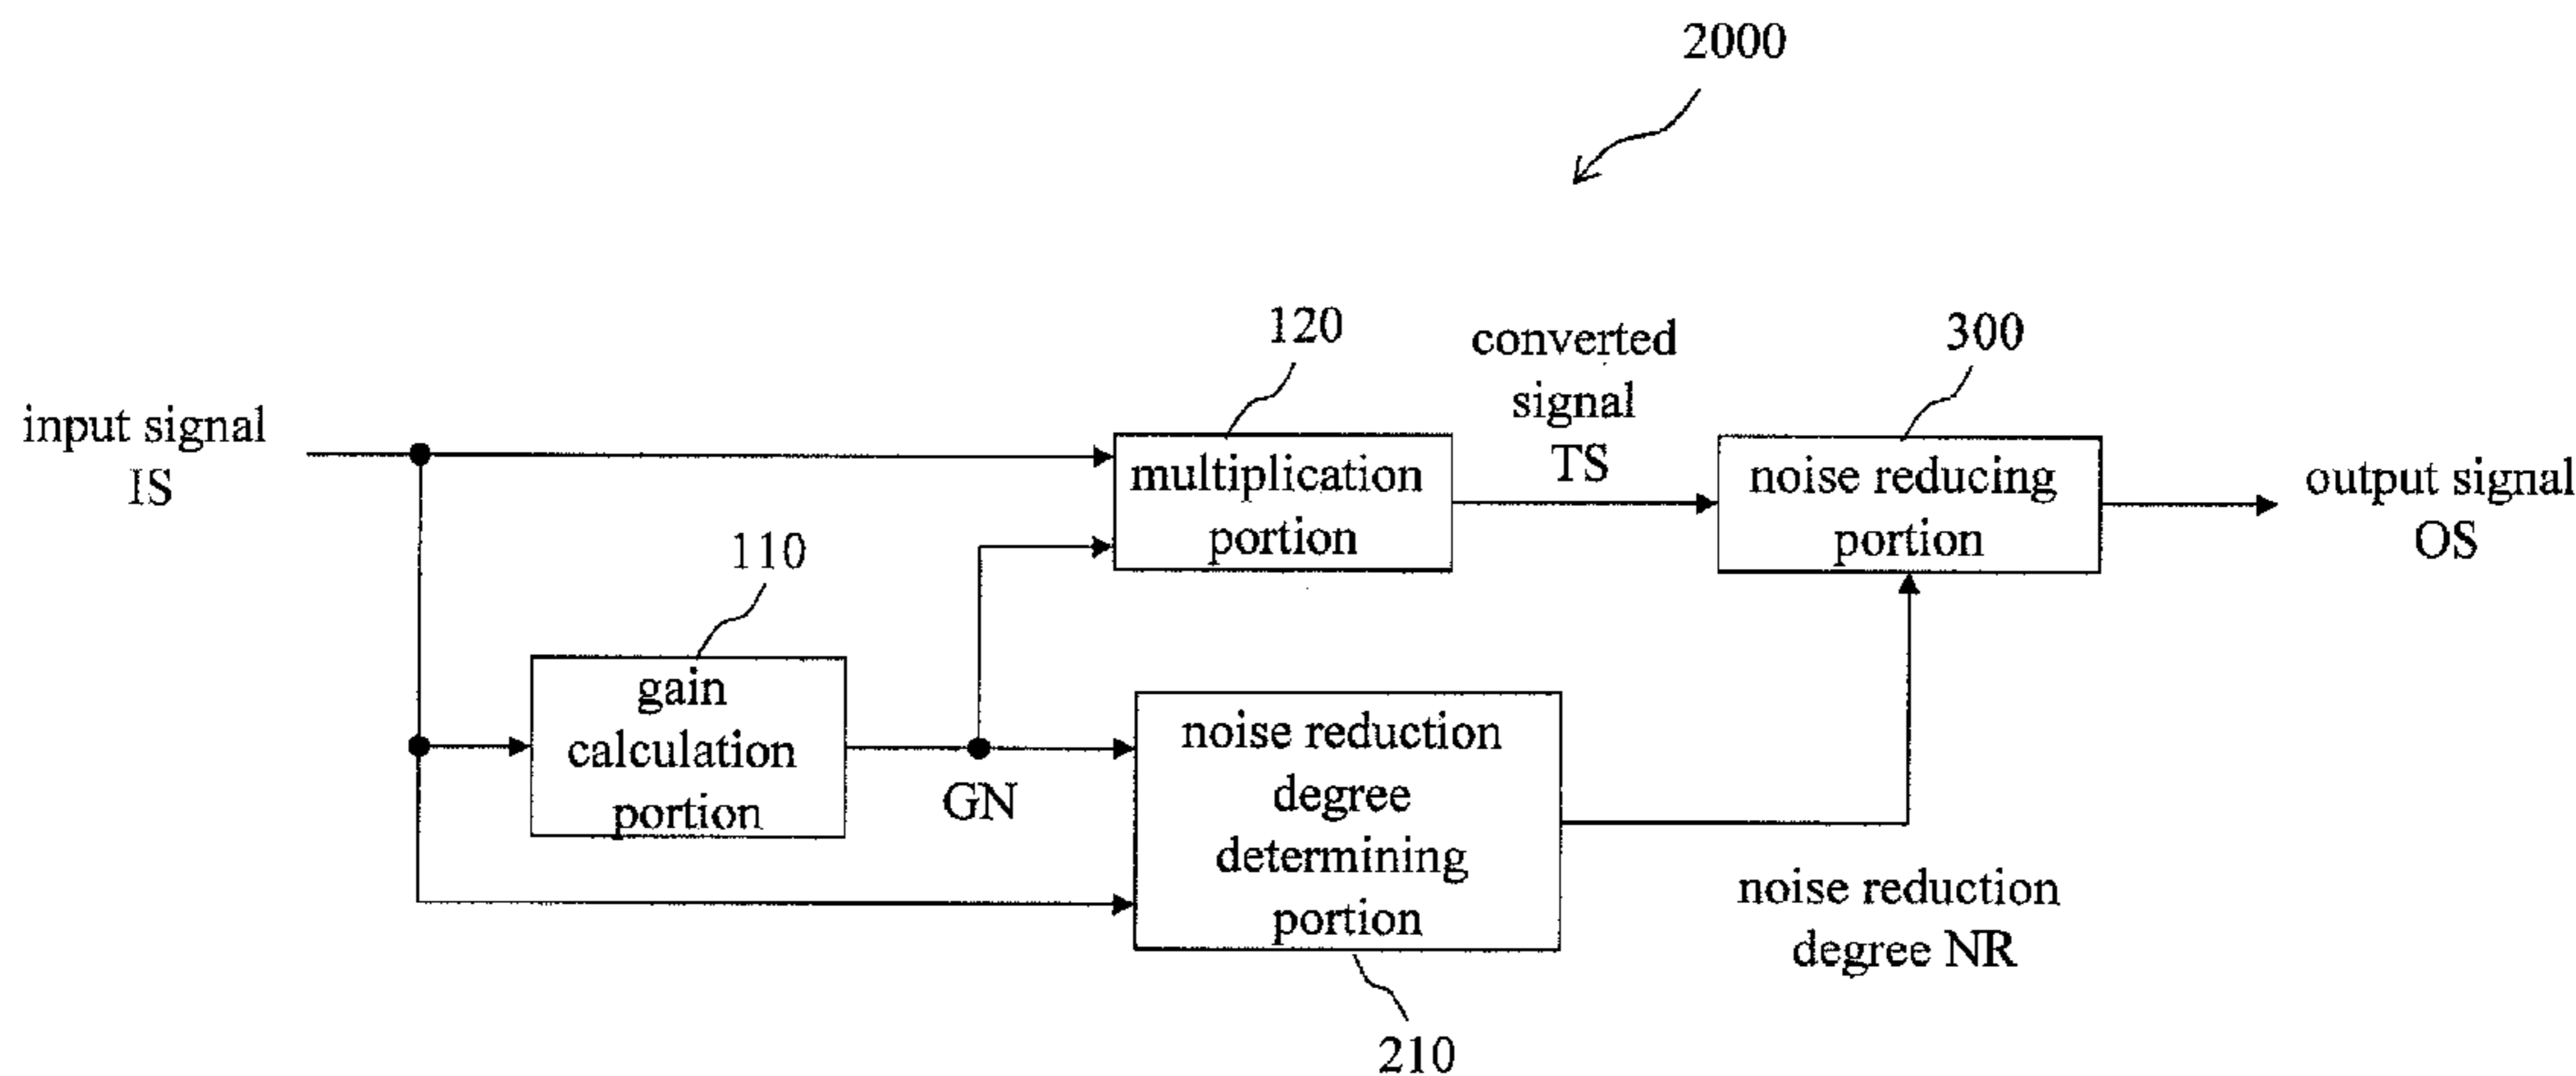 2000
120
converted
signal
TS
300
input signal
IS
multiplication
portion
noise reducing
portion
output signal
OS
110
gain
calculation
portion
GN
noise reduction
degree
determining
portion
noise reduction
degree NR
210